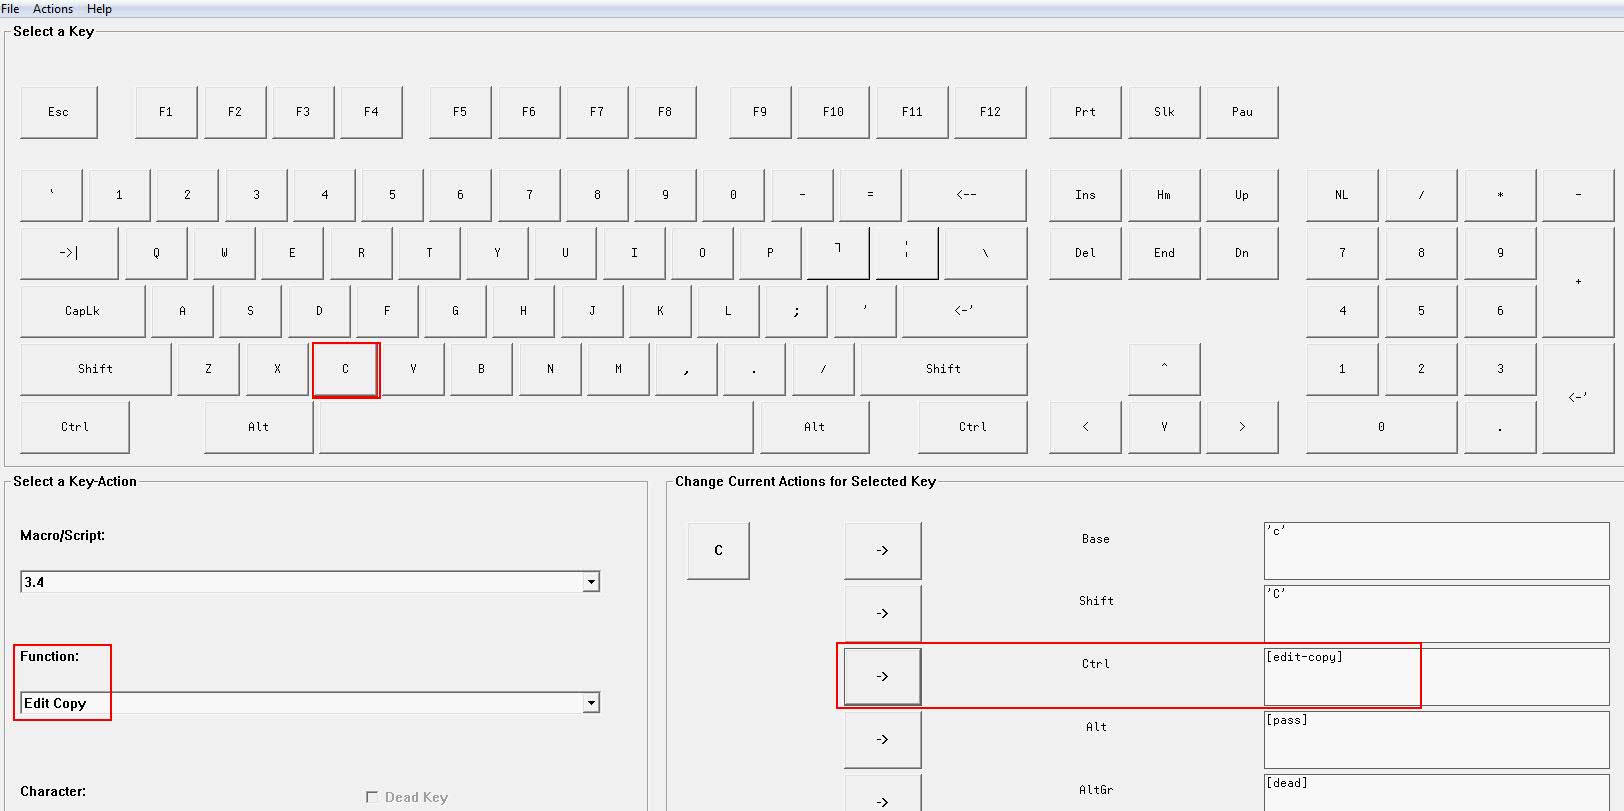 File Actions Help
Select a Key
Esc F1 F2 F3 F4 F5 F6 F7 F8 F9 F10 F11 F12 Prt Slk Pau
‘ 1 2 3 4 5 6 7 8 9 0 - = <-- Ins Hm Up NL / * -
->| Q W E R T Y U I O P ┐ ¦ \ Del End Dn 7 8 9 +
CapLk A S D F G H J K L ; ' <-' 4 5 6
Shift Z X C V B N M , . / Shift ^ 1 2 3 <-'
Ctrl Alt Alt Ctrl < V > 0 .
Select a Key-Action
Macro/Script:
3.4
Function:
Edit Copy
Character:
Dead Key
Change Current Actions for Selected Key
C -> Base 'c'
-> Shift 'C'
-> Ctrl [edit-copy]
-> Alt [pass]
-> AltGr [dead]